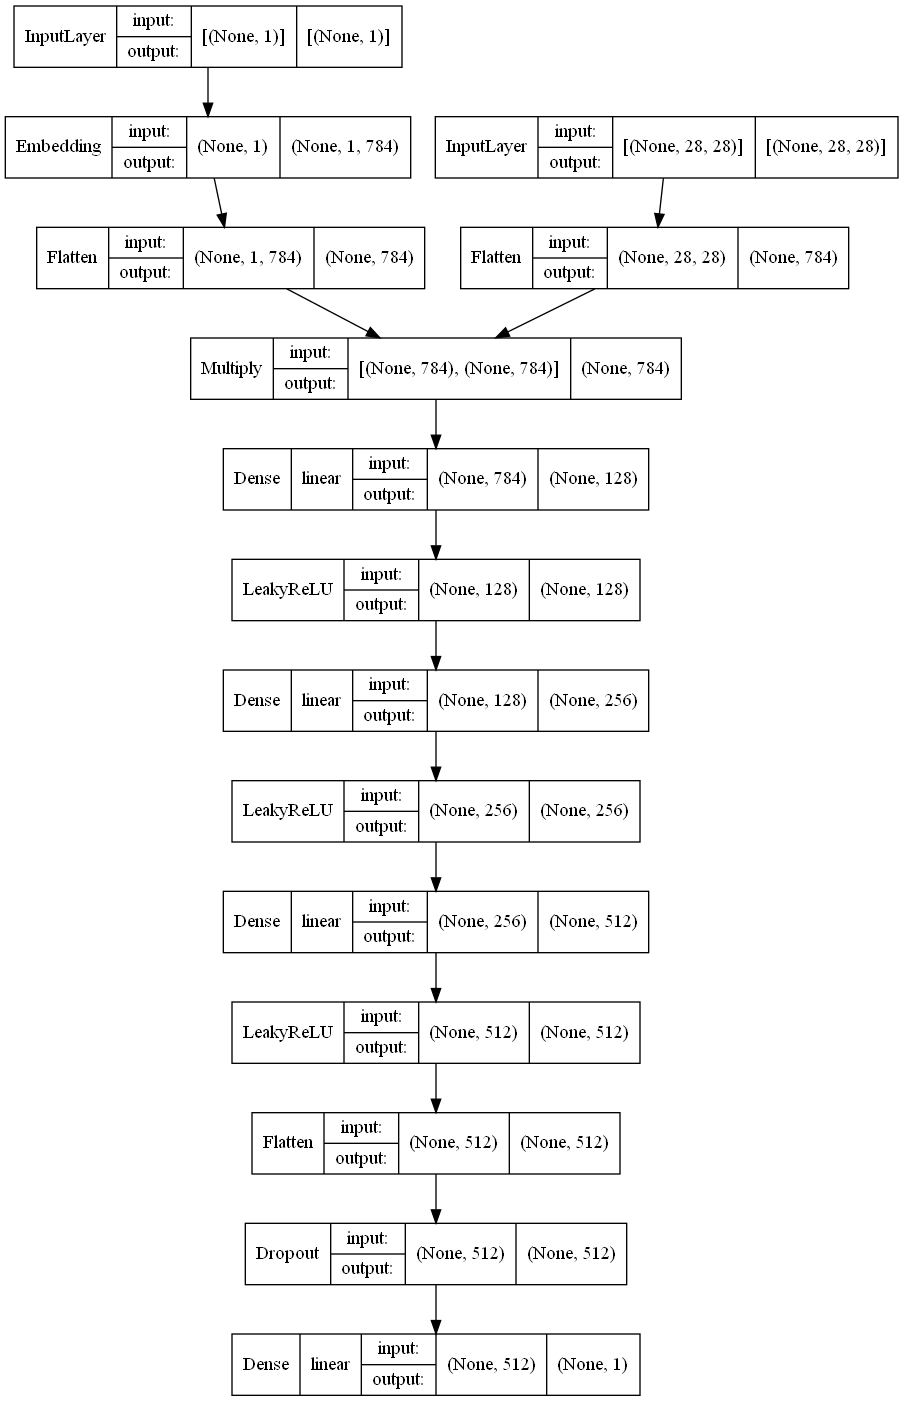 InputLayer input: output: [(None, 1)] [(None, 1)]
Embedding input: output: (None, 1) (None, 1, 784)
InputLayer input: output: [(None, 28, 28)] [(None, 28, 28)]
Flatten input: output: (None, 1, 784) (None, 784)
Flatten input: output: (None, 28, 28) (None, 784)
Multiply input: output: [(None, 784), (None, 784)] (None, 784)
Dense linear input: output: (None, 784) (None, 128)
LeakyReLU input: output: (None, 128) (None, 128)
Dense linear input: output: (None, 128) (None, 256)
LeakyReLU input: output: (None, 256) (None, 256)
Dense linear input: output: (None, 256) (None, 512)
LeakyReLU input: output: (None, 512) (None, 512)
Flatten input: output: (None, 512) (None, 512)
Dropout input: output: (None, 512) (None, 512)
Dense linear input: output: (None, 512) (None, 1)